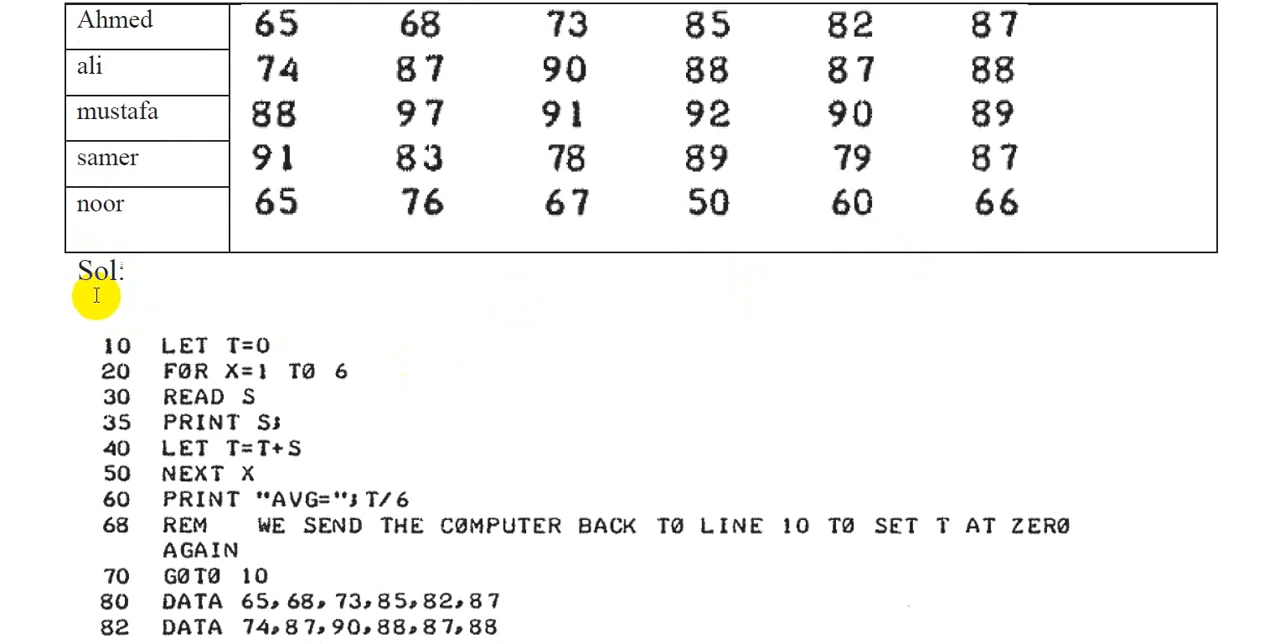 Ahmed 65 68 73 85 82 87
ali 74 87 90 88 87 88
mustafa 88 97 91 92 90 89
samer 91 83 78 89 79 87
noor 65 76 67 50 60 66
Sol:
10 LET T=0
20 FØR X=1 TØ 6
30 READ S
35 PRINT S;
40 LET T=T+S
50 NEXT X
60 PRINT "AVG=";T/6
68 REM WE SEND THE CØMPUTER BACK TØ LINE 10 TØ SET T AT ZERØ
AGAIN
70 GØTØ 10
80 DATA 65,68,73,85,82,87
82 DATA 74,87,90,88,87,88